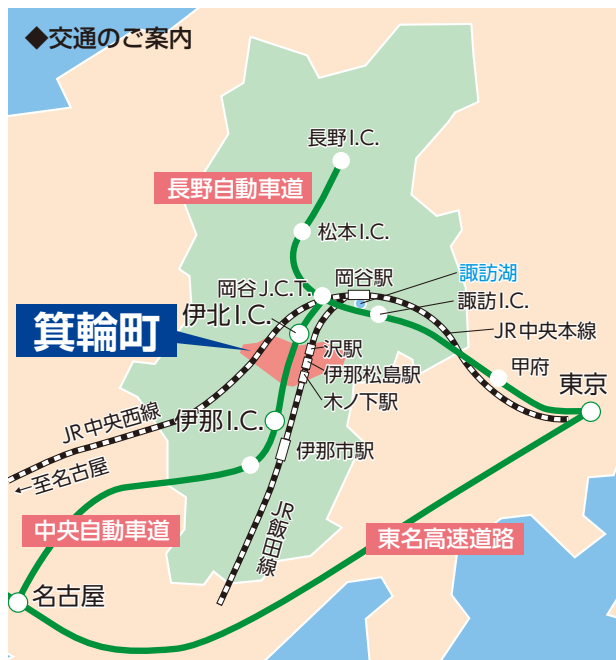 ◆交通のご案内
長野I.C.
長野自動車道
松本I.C.
岡谷駅
諏訪湖
岡谷J.C.T.
諏訪I.C.
箕輪町
伊北I.C.
JR中央本線
沢駅
伊那松島駅
甲府
木ノ下駅
東京
JR中央西線
伊那I.C.
伊那市駅
←至名古屋
JR飯田線
中央自動車道
東名高速道路
名古屋